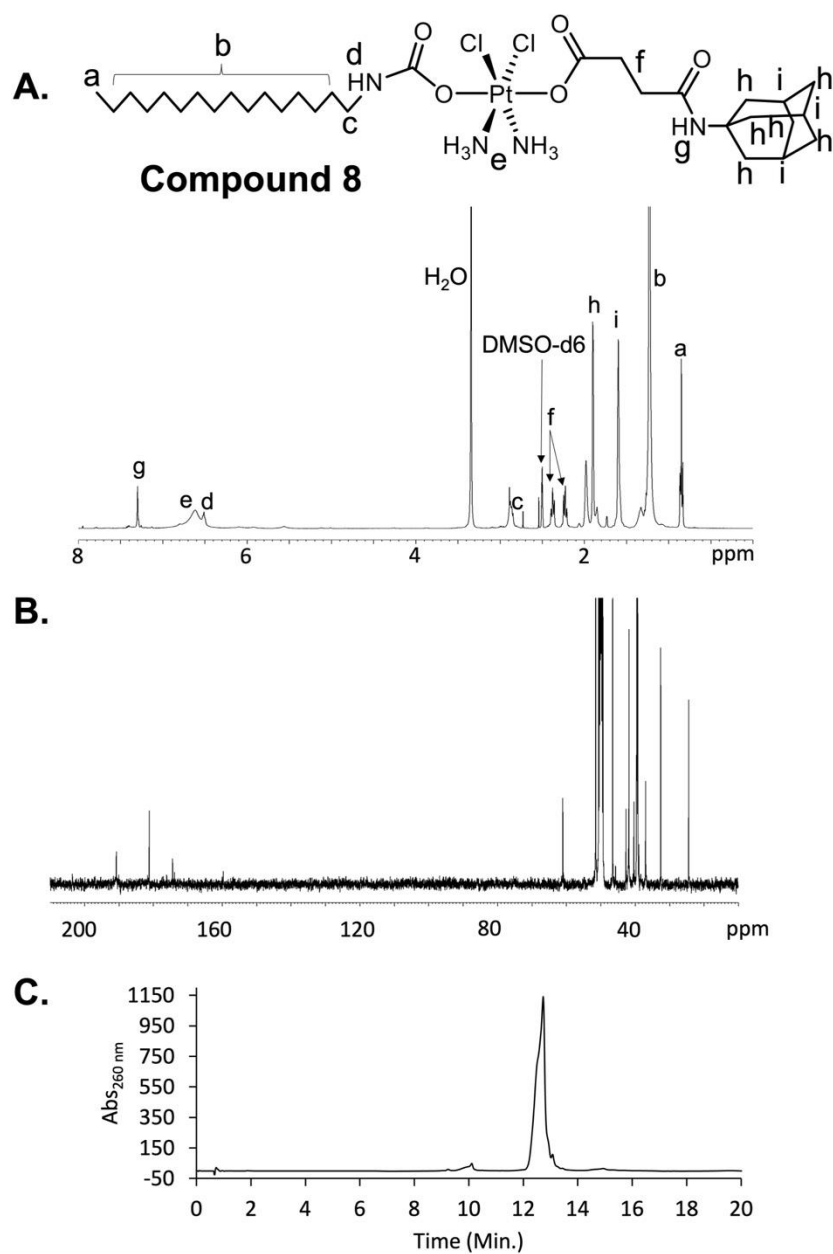 A.
a
b
c
d
NH
O
O
Cl
Cl
Pt
H₃N
NH₃
e
O
O
f
O
N
H
g
h
i
h
i
h
h
h
h
i
h
Compound 8
H₂O
DMSO-d6
g
e
d
c
f
h
i
b
a
8 6 4 2 ppm
B.
200 160 120 80 40 ppm
C.
Abs260 nm
1150
950
750
550
350
150
-50
0 2 4 6 8 10 12 14 16 18 20
Time (Min.)